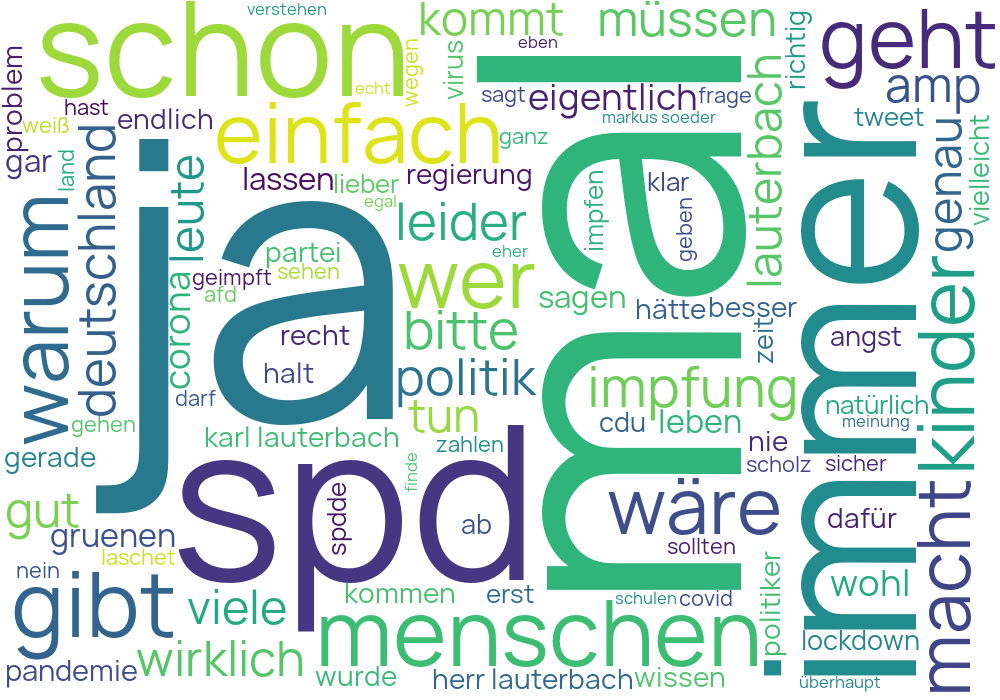 verstehen
schon
kommt
müssen
geht
eben
echt
wegen
virus
richtig
amp
gproblem
hast
weiß
endlich
einfach
sagt
eigentlich
frage
markus soeder
tweet
ganz
gar
land
deutschland
leute
lassen
lieber
egal
regierung
impfen
klar
geben
lauterbach
genau
vielleicht
warum
ja
leider
mal
immer
partei
geimpft
sehen
afd
corona
eher
wer
sagen
hätte
besser
recht
bitte
zeit
angst
kinder
halt
darf
politik
impfung
natürlich
meinung
gehen
tun
cdu
leben
karl lauterbach
zahlen
nie
gerade
scholz
sicher
finde
spd
spdde
macht
gut
ab
wäre
dafür
gruenen
sollten
laschet
nein
gibt
viele
kommen
erst
schulen
covid
politiker
wohl
menschen
lockdown
wirklich
pandemie
wurde
herr lauterbach
wissen
überhaupt